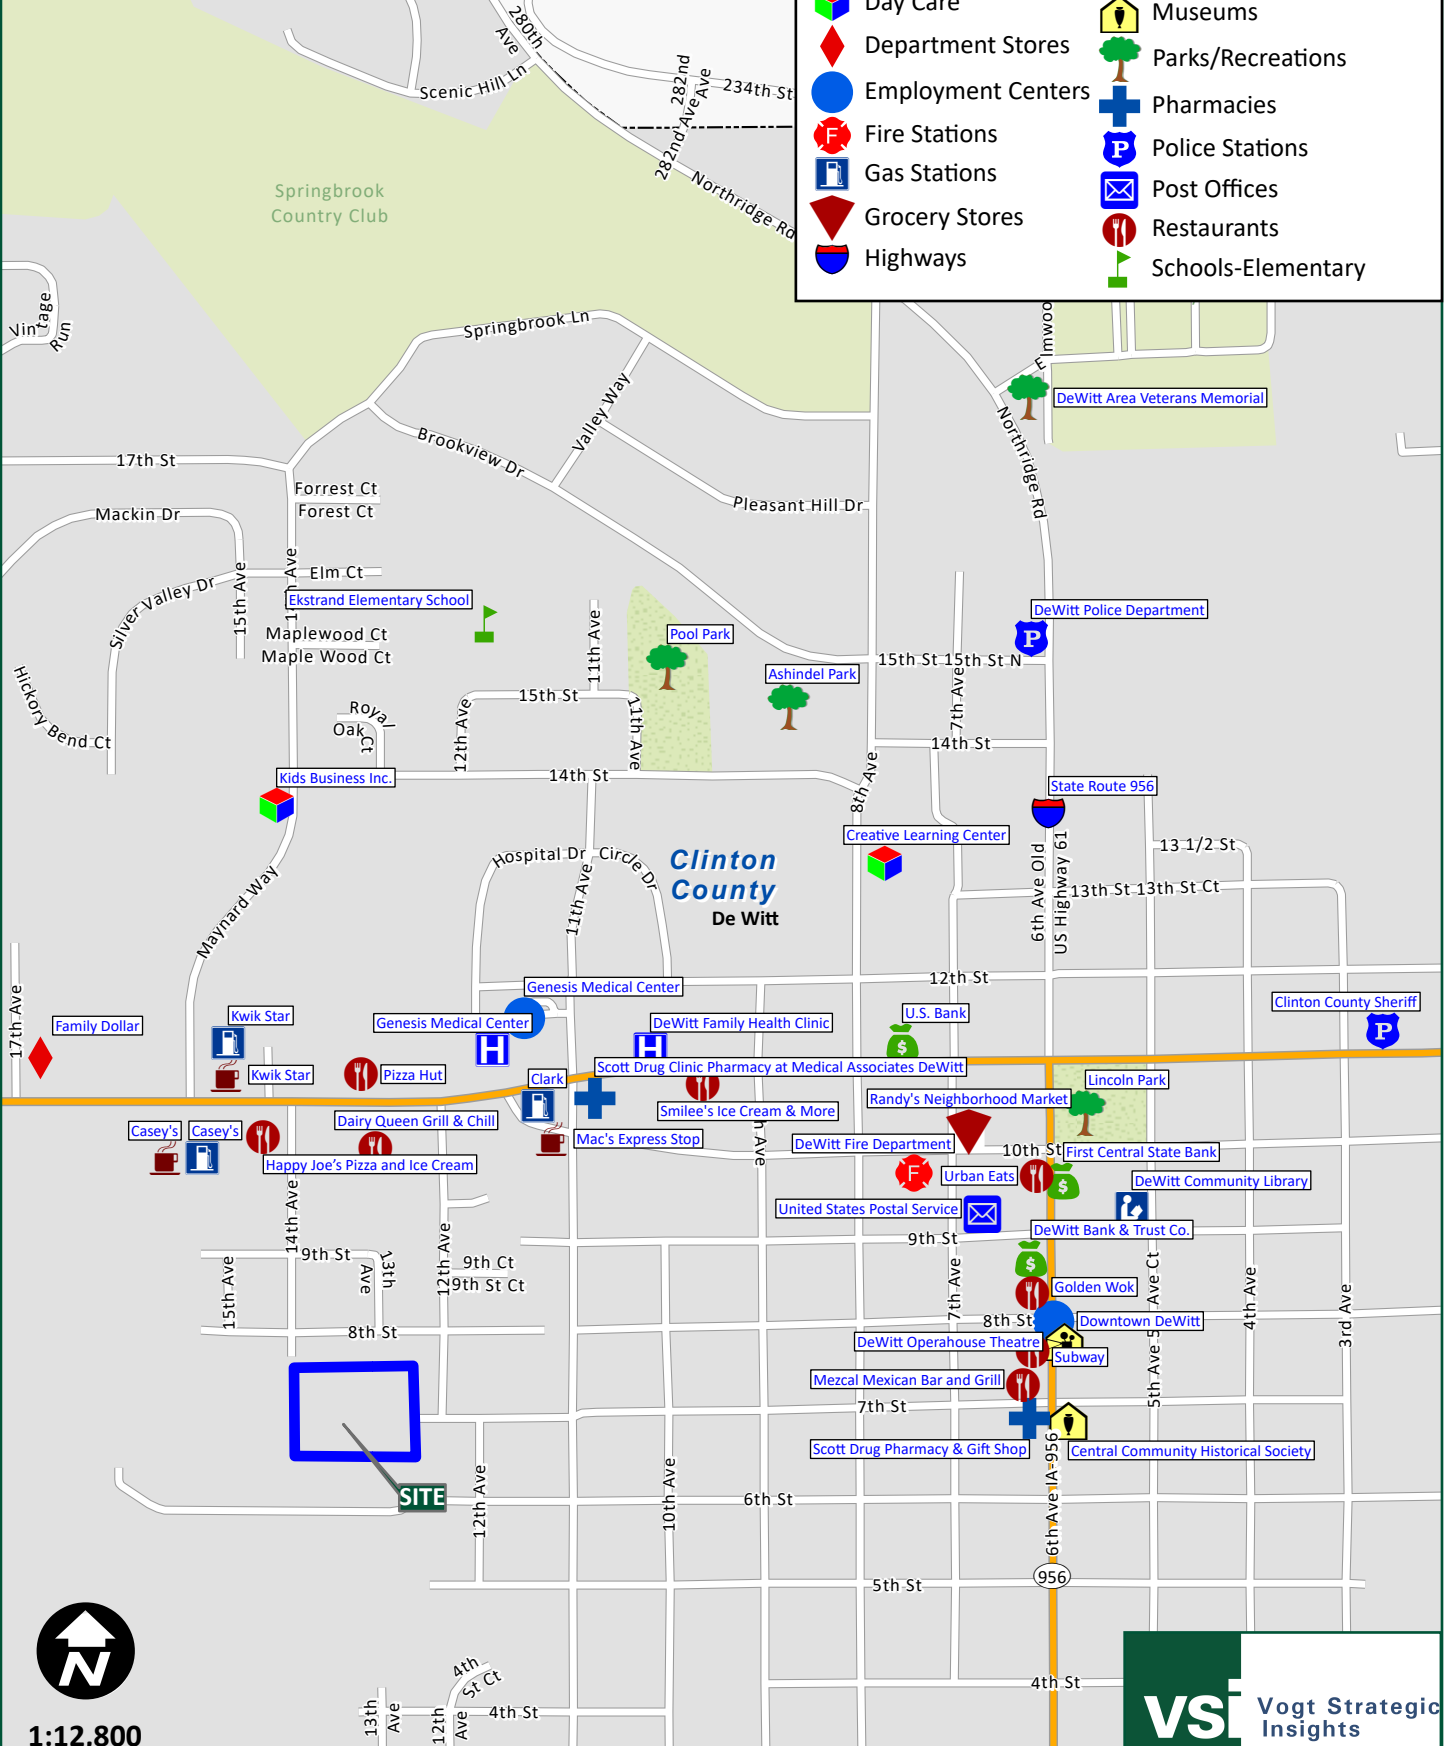 Day Care
Department Stores
Employment Centers
Fire Stations
F
Gas Stations
Grocery Stores
Highways
Museums
Parks/Recreations
Pharmacies
Police Stations
P
Post Offices
Restaurants
Schools-Elementary
280th
Ave
Scenic Hill Ln
282nd
Ave
282nd Ave
234th St
Northridge Rd
Springbrook
Country Club
Vintage
Run
Springbrook Ln
Valley Way
Brookview Dr
Pleasant Hill Dr
Elmwoo
DeWitt Area Veterans Memorial
Northridge Rd
17th St
Forrest Ct
Forest Ct
Mackin Dr
Elm Ct
15th Ave
Silver Valley Dr
Ekstrand Elementary School
Maplewood Ct
Maple Wood Ct
Hickory Bend Ct
Royal
Oak
Ct
11th Ave
15th St
12th Ave
11th Ave
Pool Park
Ashindel Park
DeWitt Police Department
P
15th St
15th St N
7th Ave
14th St
14th St
Kids Business Inc.
8th Ave
State Route 956
Creative Learning Center
13 1/2 St
Hospital Dr
Circle Dr
Clinton
County
De Witt
6th Ave Old
US Highway 61
13th St
13th St Ct
Maynard Way
11th Ave
12th St
17th Ave
Family Dollar
Kwik Star
Kwik Star
Pizza Hut
Genesis Medical Center
Genesis Medical Center
H
DeWitt Family Health Clinic
H
U.S. Bank
$
Clinton County Sheriff
P
Scott Drug Clinic Pharmacy at Medical Associates DeWitt
Clark
Smilee's Ice Cream & More
Mac's Express Stop
Lincoln Park
Randy's Neighborhood Market
Casey's
Casey's
Dairy Queen Grill & Chill
Happy Joe's Pizza and Ice Cream
h Ave
DeWitt Fire Department
F
10th St
First Central State Bank
$
Urban Eats
DeWitt Community Library
United States Postal Service
DeWitt Bank & Trust Co.
$
14th Ave
9th St
13th
Ave
15th Ave
12th Ave
9th Ct
9th St Ct
9th St
7th Ave
Golden Wok
8th St
8th St
Downtown DeWitt
DeWitt Operahouse Theatre
Subway
Mezcal Mexican Bar and Grill
7th St
Scott Drug Pharmacy & Gift Shop
Central Community Historical Society
5th Ave Ct
5th Ave 5
4th Ave
3rd Ave
SITE
12th Ave
10th Ave
6th St
6th Ave IA-956
956
5th St
4th
St Ct
13th
Ave
12th
Ave
4th St
4th St
N
1:12,800
vsi
Vogt Strategic
Insights